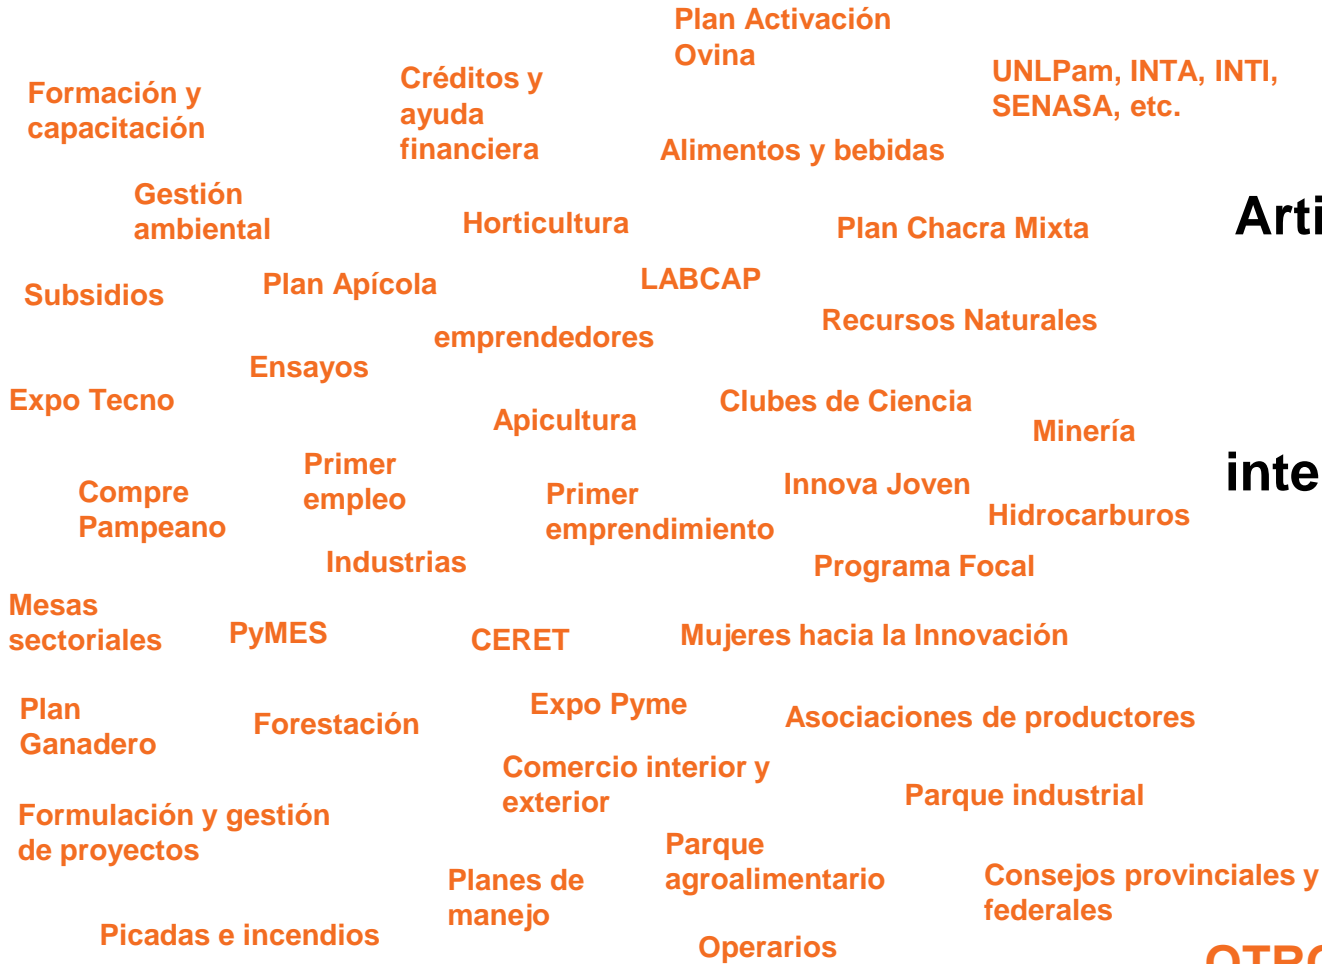 Plan Activación
Ovina
UNLPam, INTA, INTI,
SENASA, etc.
Créditos y
ayuda
financiera
Formación y
capacitación
Alimentos y bebidas
Gestión
ambiental
Horticultura
Plan Chacra Mixta
Arti
Subsidios
Plan Apícola
LABCAP
Recursos Naturales
emprendedores
Ensayos
Expo Tecno
Apicultura
Clubes de Ciencia
Minería
Primer
empleo
Compre
Pampeano
Primer
emprendimiento
Innova Joven
inte
Hidrocarburos
Industrias
Programa Focal
Mesas
sectoriales
PyMES
CERET
Mujeres hacia la Innovación
Plan
Ganadero
Forestación
Expo Pyme
Asociaciones de productores
Comercio interior y
exterior
Parque industrial
Formulación y gestión
de proyectos
Parque
agroalimentario
Planes de
manejo
Consejos provinciales y
federales
Picadas e incendios
Operarios